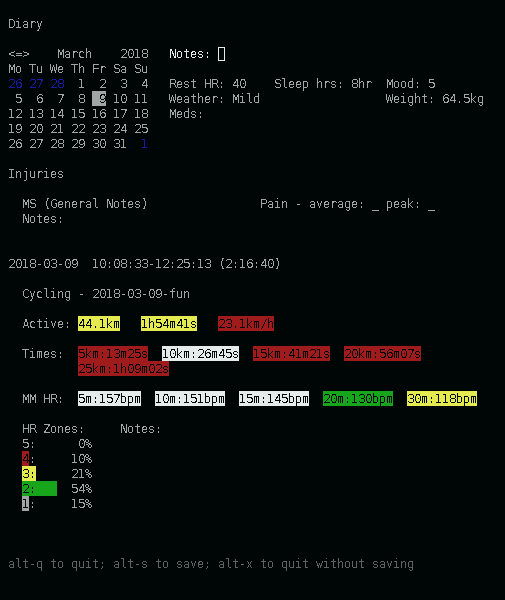 Diary
<=> March 2018 Notes:
Mo Tu We Th Fr Sa Su
26 27 28 1 2 3 4 Rest HR: 40 Sleep hrs: 8hr Mood: 5
5 6 7 8 9 10 11 Weather: Mild Weight: 64.5kg
12 13 14 15 16 17 18 Meds:
19 20 21 22 23 24 25
26 27 28 29 30 31 1
Injuries
MS (General Notes) Pain - average: _ peak: _
Notes:
2018-03-09 10:08:33-12:25:13 (2:16:40)
Cycling - 2018-03-09-fun
Active: 44.1km 1h54m41s 23.1km/h
Times: 5km:13m25s 10km:26m45s 15km:41m21s 20km:56m07s
25km:1h09m02s
MM HR: 5m:157bpm 10m:151bpm 15m:145bpm 20m:130bpm 30m:118bpm
HR Zones: Notes:
5: 0%
4: 10%
3: 21%
2: 54%
1: 15%
alt-q to quit; alt-s to save; alt-x to quit without saving